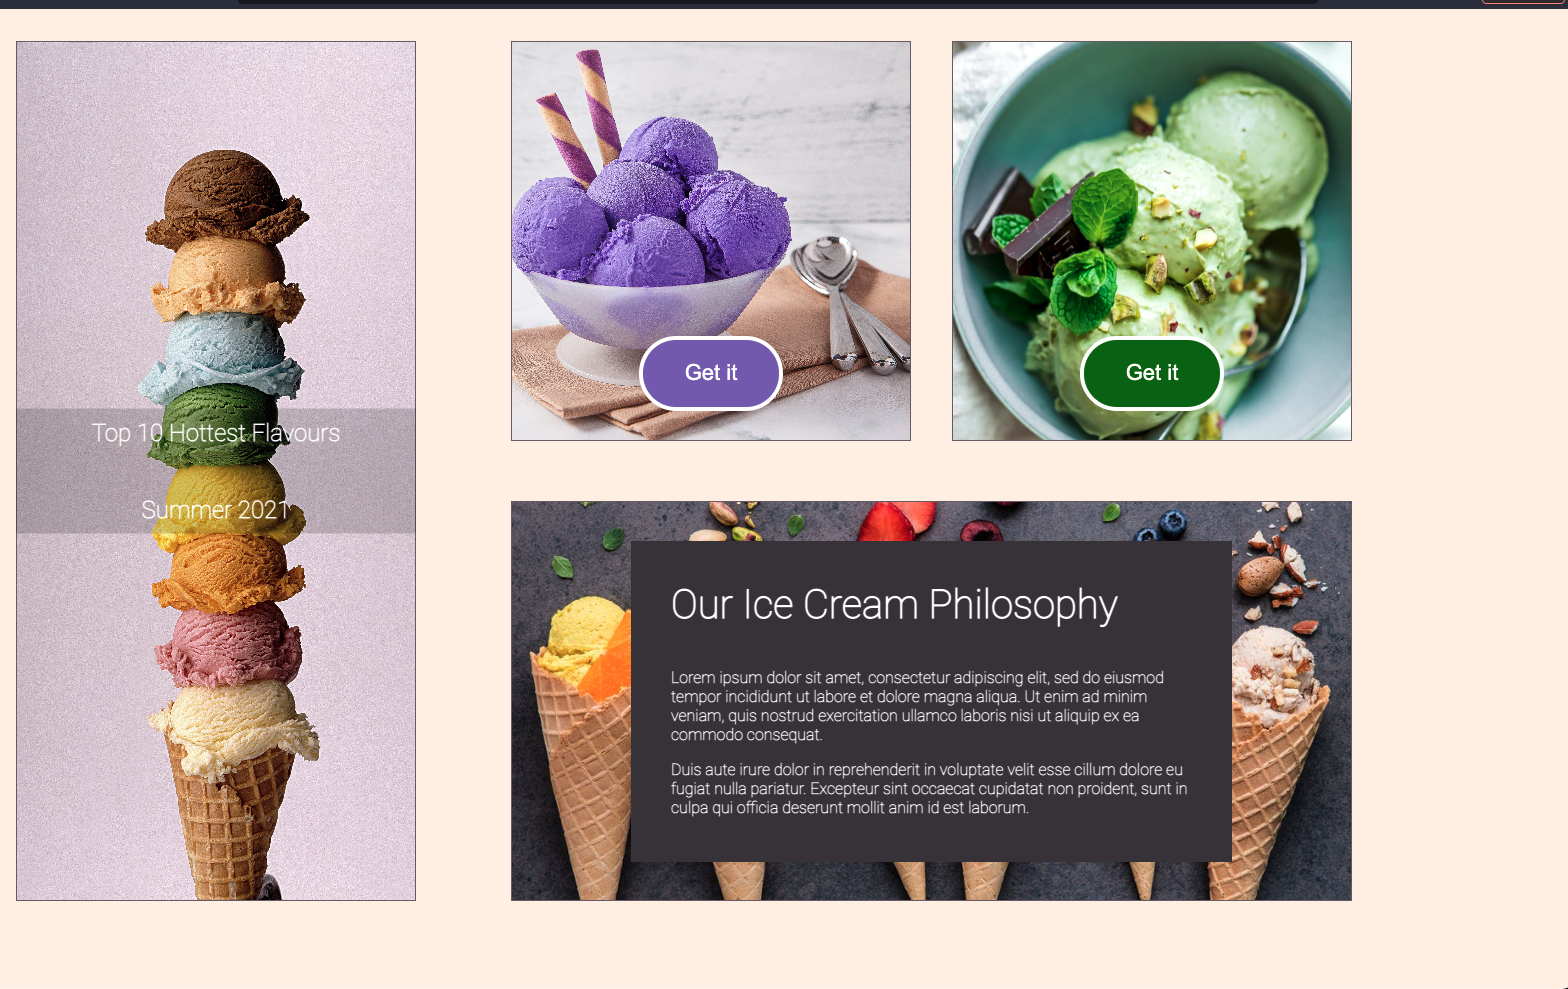 Top 10 Hottest Flavours
Summer 2021
Get it
Get it
Our Ice Cream Philosophy
Lorem ipsum dolor sit amet, consectetur adipiscing elit, sed do eiusmod
tempor incididunt ut labore et dolore magna aliqua. Ut enim ad minim
veniam, quis nostrud exercitation ullamco laboris nisi ut aliquip ex ea
commodo consequat.
Duis aute irure dolor in reprehenderit in voluptate velit esse cillum dolore eu
fugiat nulla pariatur. Excepteur sint occaecat cupidatat non proident, sunt in
culpa qui officia deserunt mollit anim id est laborum.